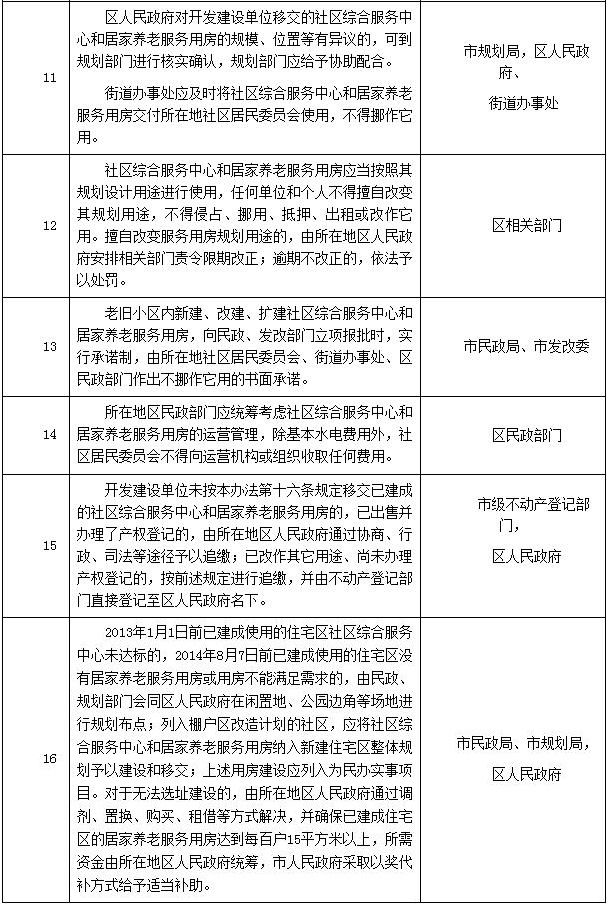 11
区人民政府对开发建设单位移交的社区综合服务中
心和居家养老服务用房的规模、位置等有异议的，可到
规划部门进行核实确认，规划部门应给予协助配合。
街道办事处应及时将社区综合服务中心和居家养老
服务用房交付所在地社区居民委员会使用，不得挪作它
用。
市规划局，区人民政
府、
街道办事处
12
社区综合服务中心和居家养老服务用房应当按照其
规划设计用途进行使用，任何单位和个人不得擅自改变
其规划用途，不得侵占、挪用、抵押、出租或改作它
用。擅自改变服务用房规划用途的，由所在地区人民政
府安排相关部门责令限期改正；逾期不改正的，依法予
以处罚。
区相关部门
13
老旧小区内新建、改建、扩建社区综合服务中心和
居家养老服务用房，向民政、发改部门立项报批时，实
行承诺制，由所在地社区居民委员会、街道办事处、区
民政部门作出不挪作它用的书面承诺。
市民政局、市发改委
14
所在地区民政部门应统筹考虑社区综合服务中心和
居家养老服务用房的运营管理，除基本水电费用外，社
区居民委员会不得向运营机构或组织收取任何费用。
区民政部门
15
开发建设单位未按本办法第十六条规定移交已建成
的社区综合服务中心和居家养老服务用房的，已出售并
办理了产权登记的，由所在地区人民政府通过协商、行
政、司法等途径予以追缴；已改作其它用途、尚未办理
产权登记的，按前述规定进行追缴，并由不动产登记部
门直接登记至区人民政府名下。
市级不动产登记部
门，
区人民政府
16
2013年1月1日前已建成使用的住宅区社区综合服务
中心未达标的，2014年8月7日前已建成使用的住宅区没
有居家养老服务用房或用房不能满足需求的，由民政、
规划部门会同区人民政府在闲置地、公园边角等场地进
行规划布点；列入棚户区改造计划的社区，应将社区综
合服务中心和居家养老服务用房纳入新建住宅区整体规
划予以建设和移交；上述用房建设应列入为民办实事项
目。对于无法选址建设的，由所在地区人民政府通过调
剂、置换、购买、租借等方式解决，并确保已建成住宅
区的居家养老服务用房达到每百户15平方米以上，所需
资金由所在地区人民政府统筹，市人民政府采取以奖代
补方式给予适当补助。
市民政局、市规划局，
区人民政府